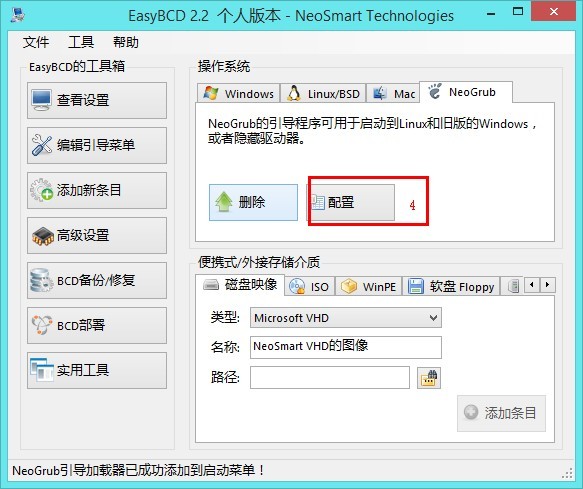 EasyBCD 2.2 个人版本 - NeoSmart Technologies
文件 工具 帮助
EasyBCD的工具箱
查看设置
编辑引导菜单
添加新条目
高级设置
BCD备份/修复
BCD部署
实用工具
操作系统
Windows Linux/BSD Mac NeoGrub
NeoGrub的引导程序可用于启动到Linux和旧版的Windows，
或者隐藏驱动器。
删除 配置 4
便携式/外接存储介质
磁盘映像 ISO WinPE 软盘 Floppy
类型: Microsoft VHD
名称: NeoSmart VHD的图像
路径:
添加条目
NeoGrub引导加载器已成功添加到启动菜单！